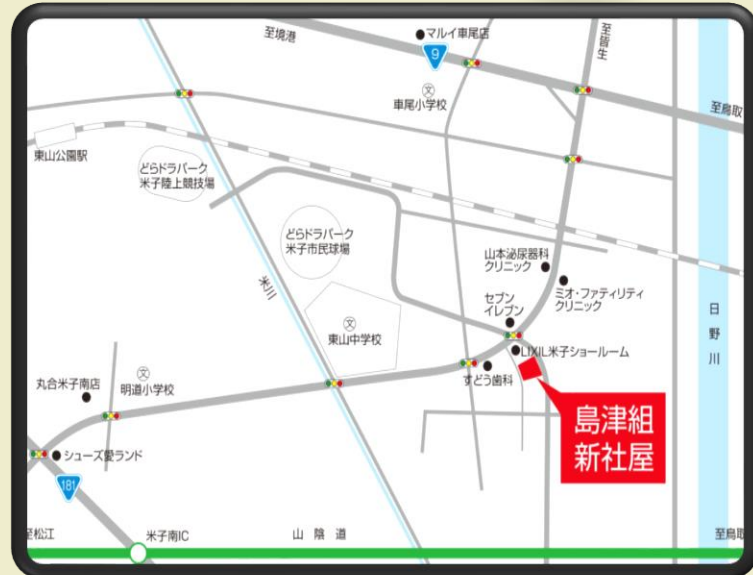 マルイ車尾店
至境港
9
至皆生
文
車尾小学校
至鳥取
東山公園駅
どらドラパーク
米子陸上競技場
どらドラパーク
米子市民球場
山本泌尿器科
クリニック
米川
セブン
イレブン
ミオ・ファティリティ
クリニック
日野川
文
東山中学校
LIXIL米子ショールーム
すどう歯科
丸合米子南店
文
明道小学校
島津組
新社屋
シューズ愛ランド
181
至松江
米子南IC
山陰道
至鳥取